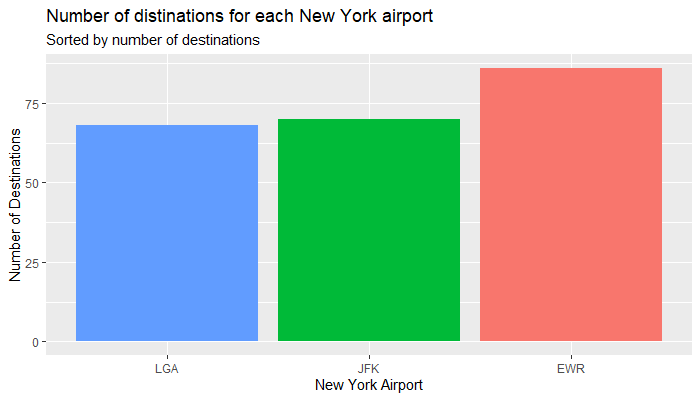 Number of distinations for each New York airport
Sorted by number of destinations
Number of Destinations
75
50
25
0
LGA JFK EWR
New York Airport